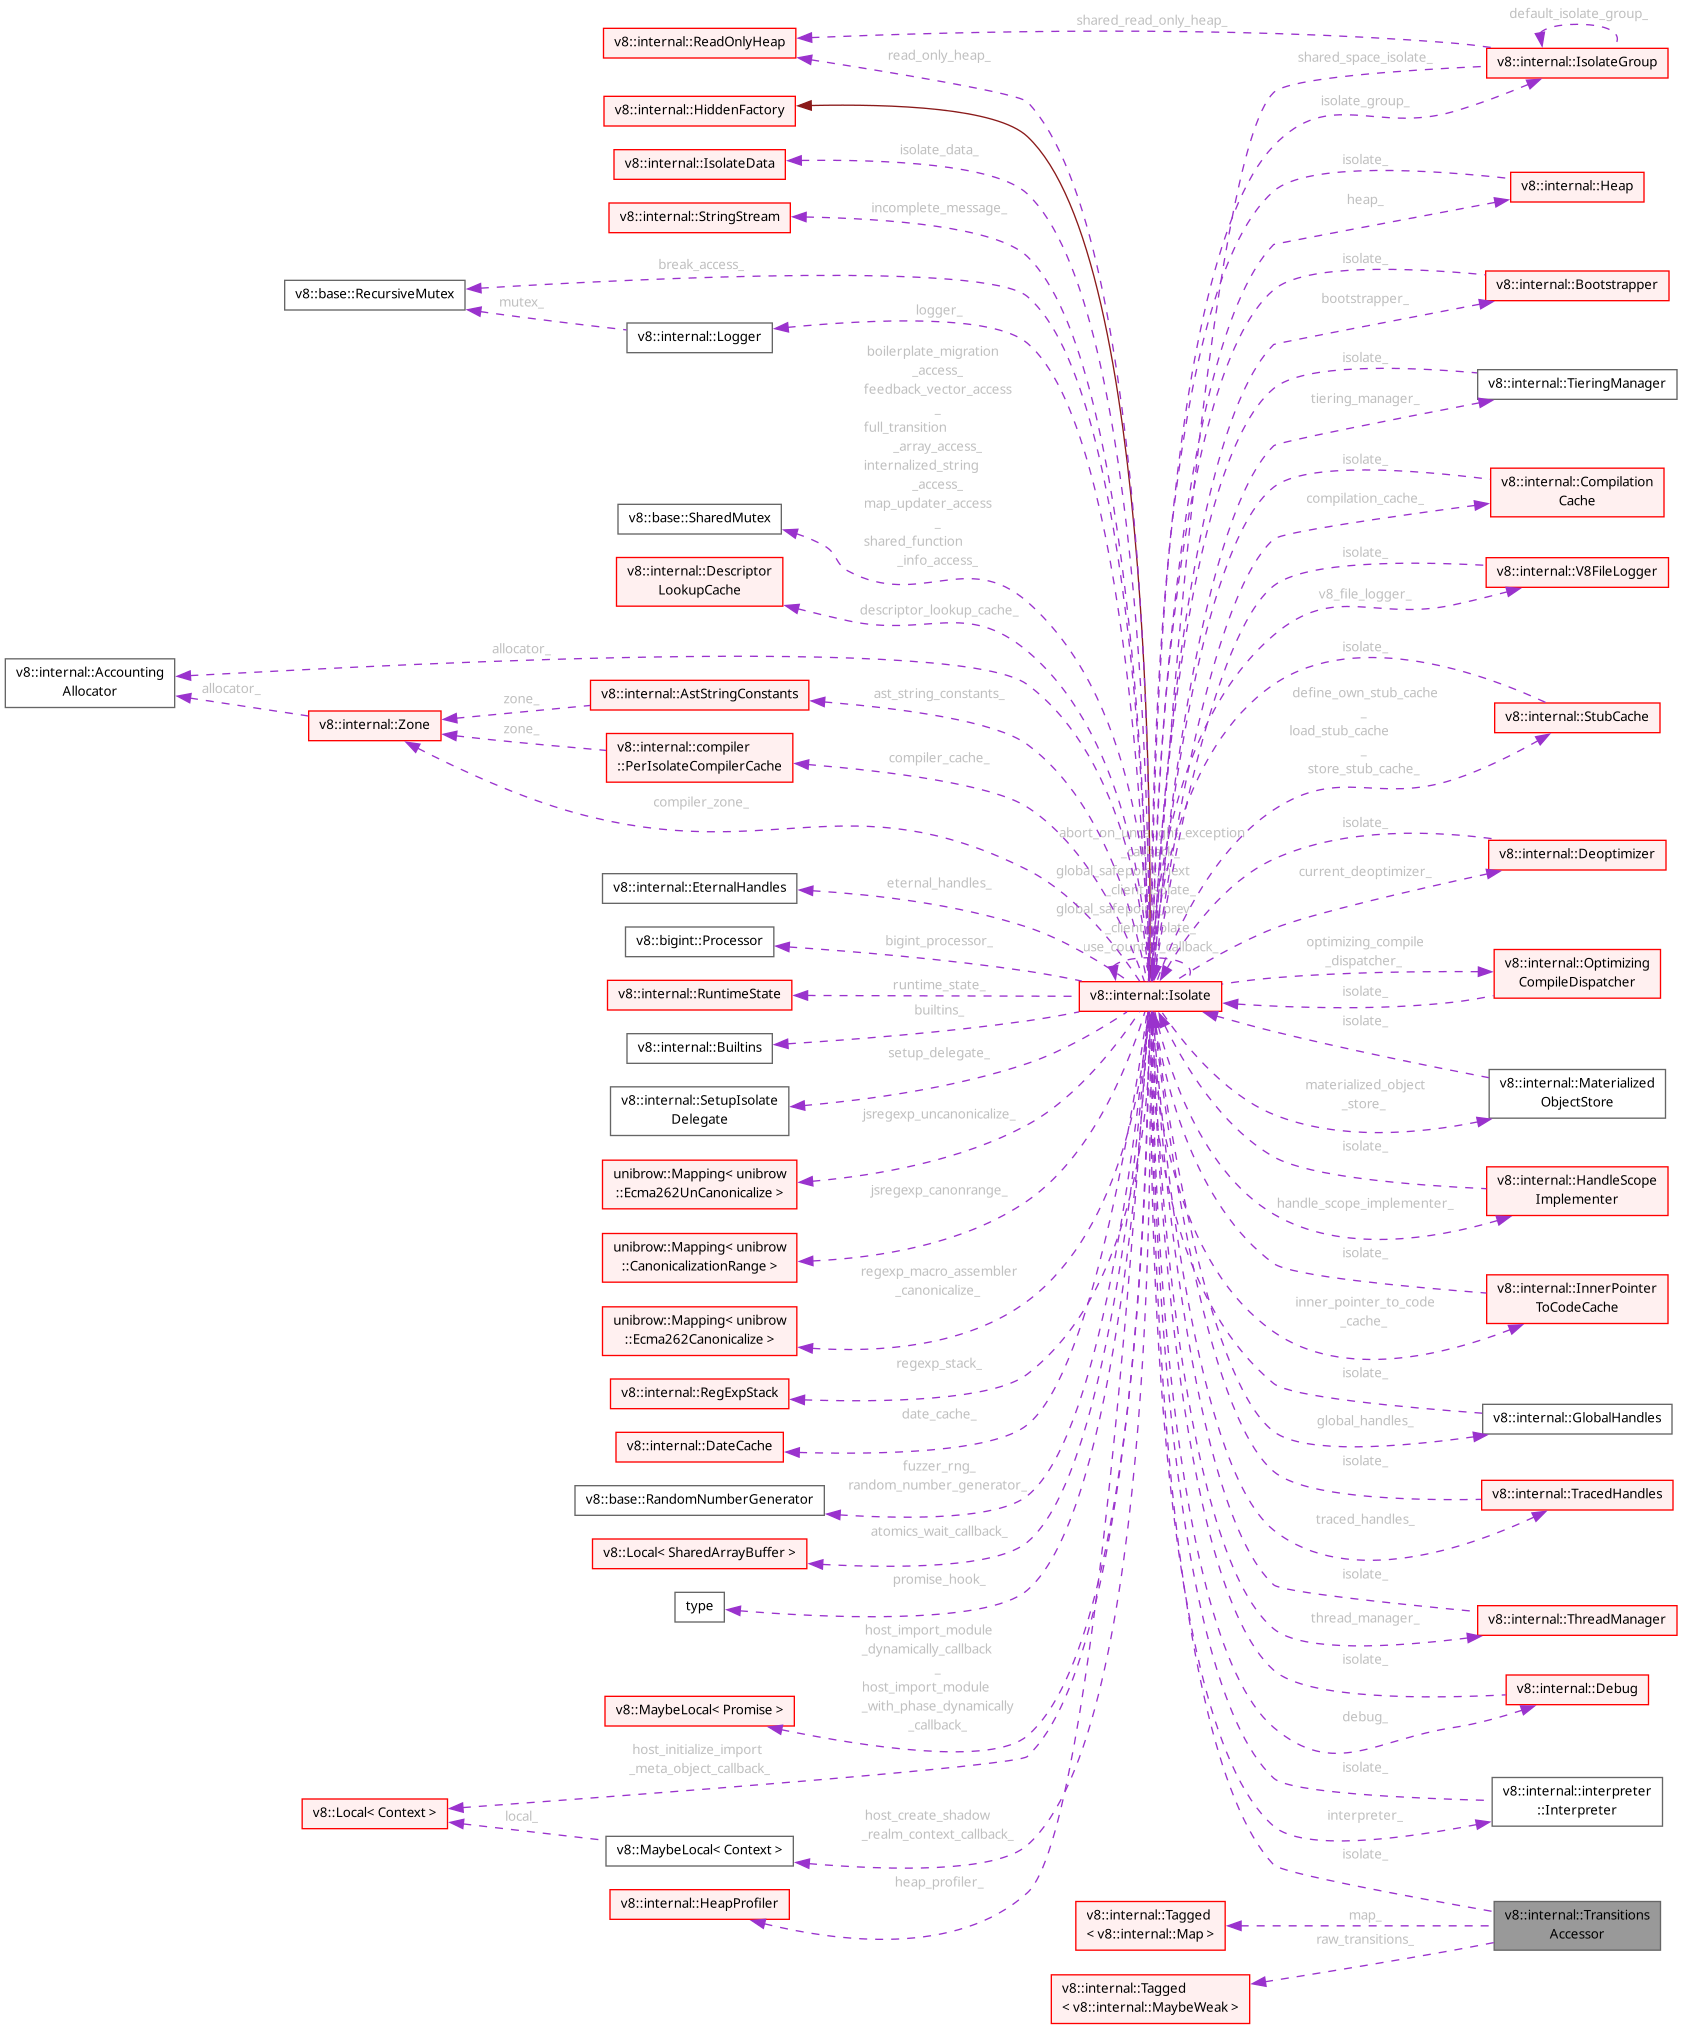 default_isolate_group_
shared_read_only_heap_
v8::internal::ReadOnlyHeap
read_only_heap_
shared_space_isolate_
v8::internal::IsolateGroup
v8::internal::HiddenFactory
isolate_group_
isolate_data_
v8::internal::IsolateData
isolate_
v8::internal::Heap
incomplete_message_
v8::internal::StringStream
heap_
break_access_
v8::base::RecursiveMutex
mutex_
logger_
v8::internal::Logger
isolate_
v8::internal::Bootstrapper
bootstrapper_
boilerplate_migration
_access_
feedback_vector_access
_
full_transition
_array_access_
internalized_string
_access_
map_updater_access
_
shared_function
_info_access_
isolate_
v8::internal::TieringManager
tiering_manager_
isolate_
v8::internal::Compilation
Cache
compilation_cache_
v8::base::SharedMutex
v8::internal::Descriptor
LookupCache
descriptor_lookup_cache_
isolate_
v8::internal::V8FileLogger
v8_file_logger_
allocator_
v8::internal::Accounting
Allocator
allocator_
v8::internal::Zone
zone_
zone_
v8::internal::AstStringConstants
ast_string_constants_
v8::internal::compiler
::PerIsolateCompilerCache
compiler_cache_
compiler_zone_
isolate_
define_own_stub_cache
_
load_stub_cache
_
store_stub_cache_
v8::internal::StubCache
abort_on_uncaught_exception
_callback_
global_safepoint_next
_client_isolate_
global_safepoint_prev
_client_isolate_
use_counter_callback_
isolate_
v8::internal::Deoptimizer
current_deoptimizer_
v8::internal::EternalHandles
eternal_handles_
v8::bigint::Processor
bigint_processor_
v8::internal::RuntimeState
runtime_state_
v8::internal::Isolate
optimizing_compile
_dispatcher_
v8::internal::Optimizing
CompileDispatcher
isolate_
v8::internal::Builtins
builtins_
isolate_
v8::internal::SetupIsolate
Delegate
setup_delegate_
materialized_object
_store_
v8::internal::Materialized
ObjectStore
jsregexp_uncanonicalize_
unibrow::Mapping< unibrow
::Ecma262UnCanonicalize >
isolate_
v8::internal::HandleScope
Implementer
handle_scope_implementer_
jsregexp_canonrange_
unibrow::Mapping< unibrow
::CanonicalizationRange >
isolate_
v8::internal::InnerPointer
ToCodeCache
inner_pointer_to_code
_cache_
regexp_macro_assembler
_canonicalize_
unibrow::Mapping< unibrow
::Ecma262Canonicalize >
regexp_stack_
v8::internal::RegExpStack
isolate_
v8::internal::GlobalHandles
global_handles_
date_cache_
v8::internal::DateCache
fuzzer_rng_
random_number_generator_
v8::base::RandomNumberGenerator
isolate_
v8::internal::TracedHandles
traced_handles_
atomics_wait_callback_
v8::Local< SharedArrayBuffer >
promise_hook_
type
isolate_
v8::internal::ThreadManager
thread_manager_
host_import_module
_dynamically_callback
_
host_import_module
_with_phase_dynamically
_callback_
v8::MaybeLocal< Promise >
isolate_
v8::internal::Debug
debug_
host_initialize_import
_meta_object_callback_
v8::Local< Context >
local_
host_create_shadow
_realm_context_callback_
v8::MaybeLocal< Context >
isolate_
v8::internal::interpreter
::Interpreter
interpreter_
heap_profiler_
v8::internal::HeapProfiler
isolate_
v8::internal::Transitions
Accessor
map_
v8::internal::Tagged
< v8::internal::Map >
raw_transitions_
v8::internal::Tagged
< v8::internal::MaybeWeak >